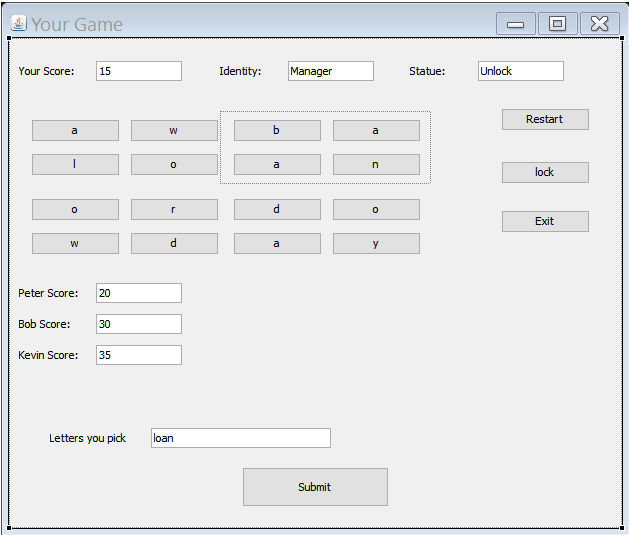 Your Game
Your Score: 15 Identity: Manager Statue: Unlock
a w b a Restart
l o a n lock
o r d o Exit
w d a y
Peter Score: 20
Bob Score: 30
Kevin Score: 35
Letters you pick loan
Submit